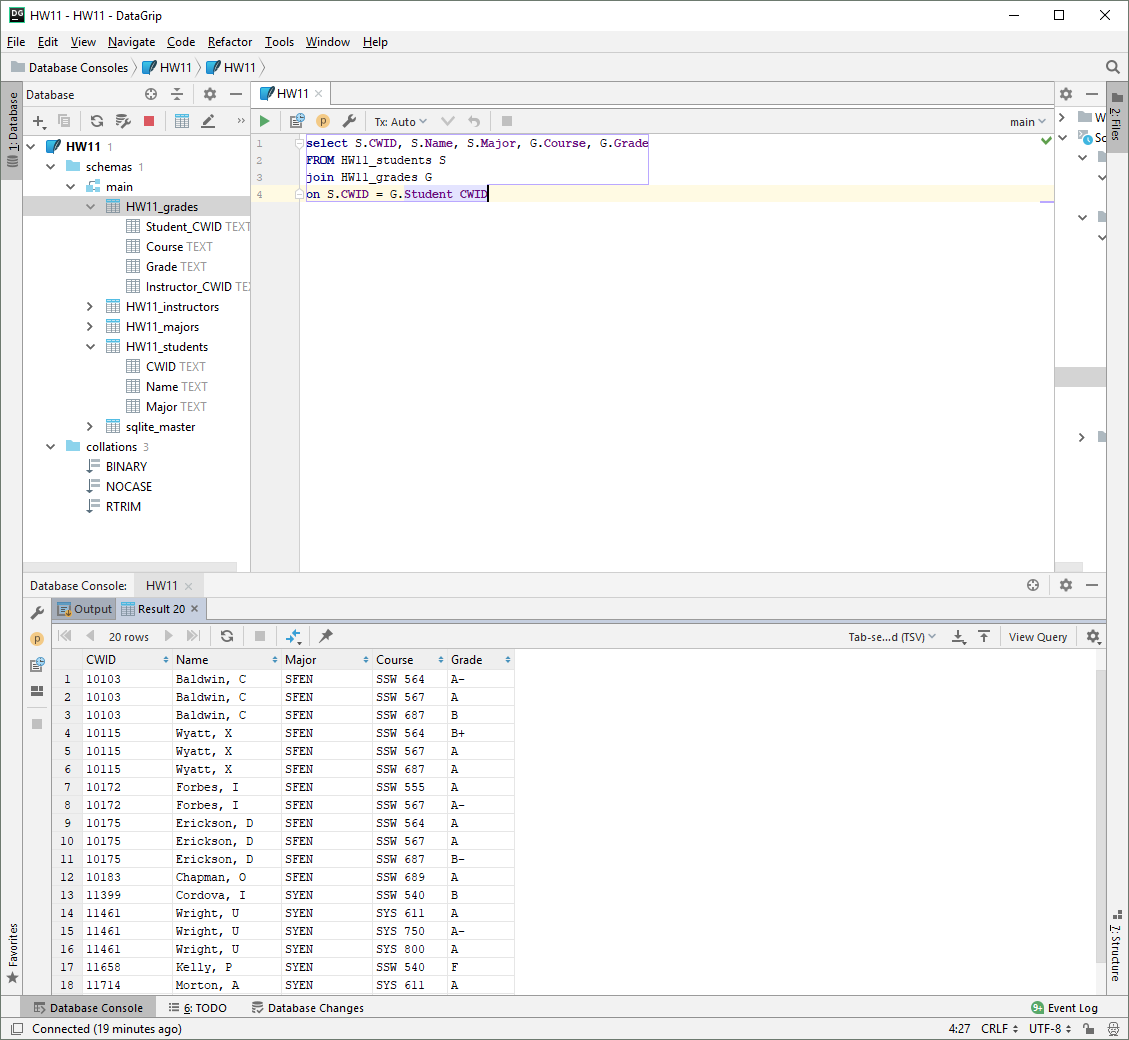 HW11 - HW11 - DataGrip
File Edit View Navigate Code Refactor Tools Window Help
Database Consoles HW11 HW11
1: Database
Database
HW11 1
schemas 1
main
HW11_grades
Student_CWID TEXT
Course TEXT
Grade TEXT
Instructor_CWID
HW11_instructors
HW11_majors
HW11_students
CWID TEXT
Name TEXT
Major TEXT
sqlite_master
collations 3
BINARY
NOCASE
RTRIM
HW11
Tx: Auto main
1 select S.CWID, S.Name, S.Major, G.Course, G.Grade
2 FROM HW11_students S
3 join HW11_grades G
4 on S.CWID = G.Student_CWID
2: Files
Database Console: HW11
Output Result 20
20 rows Tab-se...d (TSV) View Query
CWID Name Major Course Grade
1 10103 Baldwin, C SFEN SSW 564 A-
2 10103 Baldwin, C SFEN SSW 567 A
3 10103 Baldwin, C SFEN SSW 687 B
4 10115 Wyatt, X SFEN SSW 564 B+
5 10115 Wyatt, X SFEN SSW 567 A
6 10115 Wyatt, X SFEN SSW 687 A
7 10172 Forbes, I SFEN SSW 555 A
8 10172 Forbes, I SFEN SSW 567 A-
9 10175 Erickson, D SFEN SSW 564 A
10 10175 Erickson, D SFEN SSW 567 A
11 10175 Erickson, D SFEN SSW 687 B-
12 10183 Chapman, O SFEN SSW 689 A
13 11399 Cordova, I SYEN SSW 540 B
14 11461 Wright, U SYEN SYS 611 A
15 11461 Wright, U SYEN SYS 750 A-
16 11461 Wright, U SYEN SYS 800 A
17 11658 Kelly, P SYEN SSW 540 F
18 11714 Morton, A SYEN SYS 611 A
Favorites
7: Structure
Database Console 6: TODO Database Changes 9+ Event Log
Connected (19 minutes ago) 4:27 CRLF UTF-8